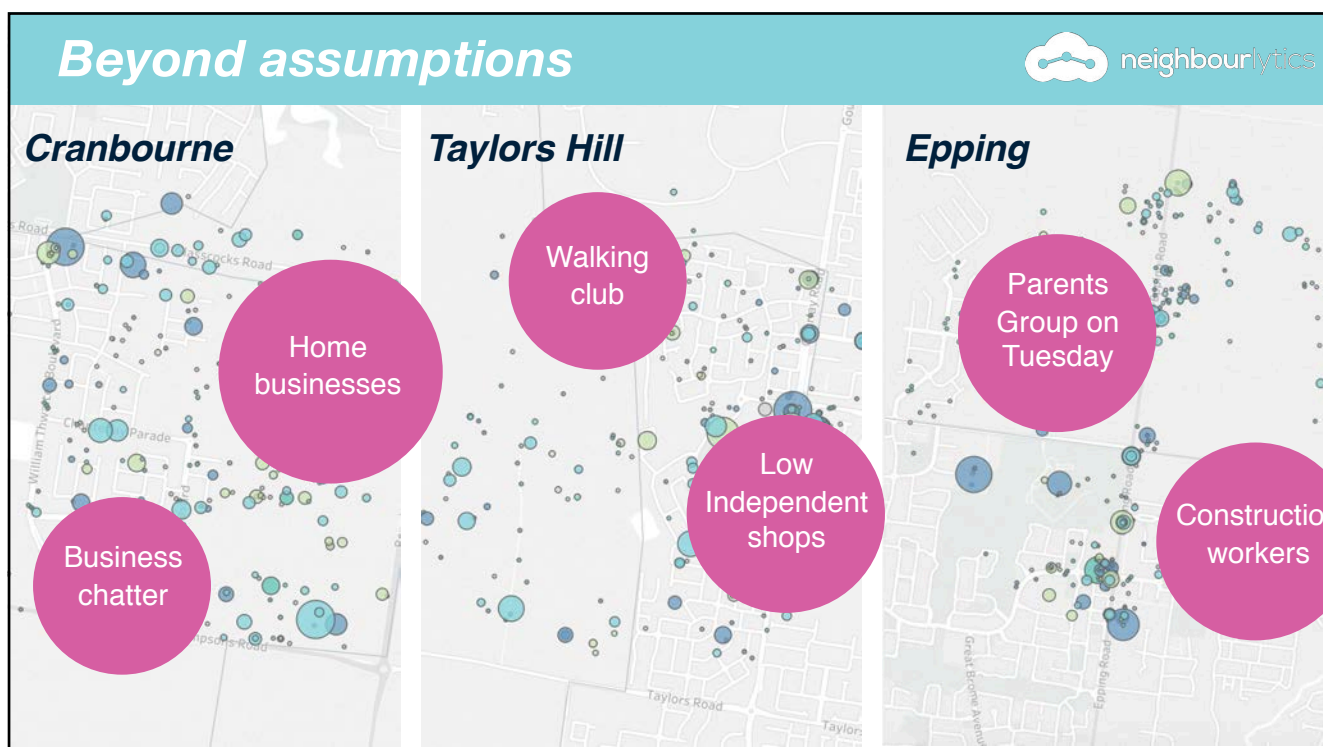 Beyond assumptions
neighbourlytics
Cranbourne
Taylors Hill
Epping
Home
businesses
Business
chatter
Walking
club
Low
Independent
shops
Parents
Group on
Tuesday
Constructio
workers
Road
Parade
Taylors Road
Taylors
Great Brome Avenue
Epping Road